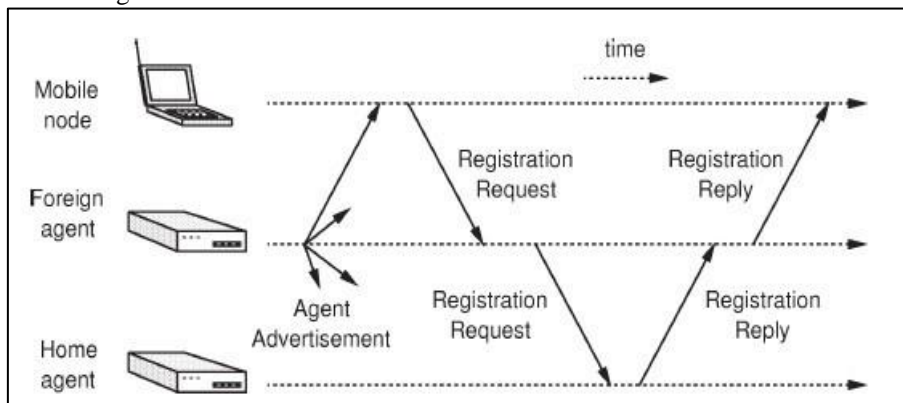 time
Mobile
node
Registration
Request
Registration
Reply
Foreign
agent
Agent
Advertisement
Registration
Request
Registration
Reply
Home
agent